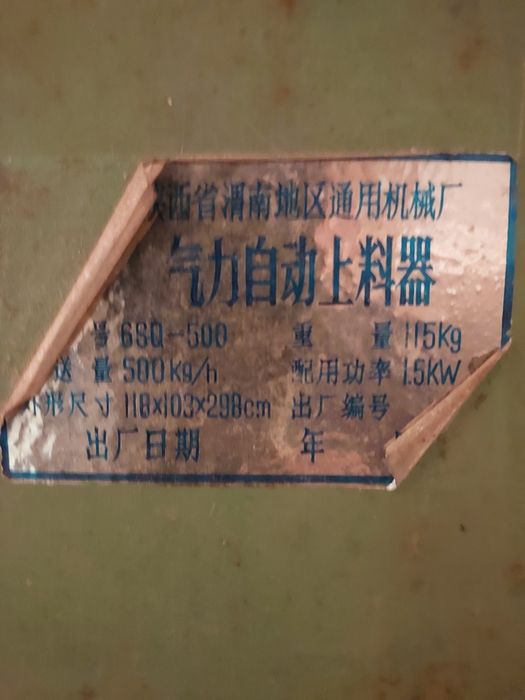 陕西省渭南地区通用机械厂
气力自动上料器
号 GSQ-500 重量 115Kg
送量 500Kg/h 配用功率 1.5KW
外形尺寸 118×103×298cm 出厂编号
出厂日期 年